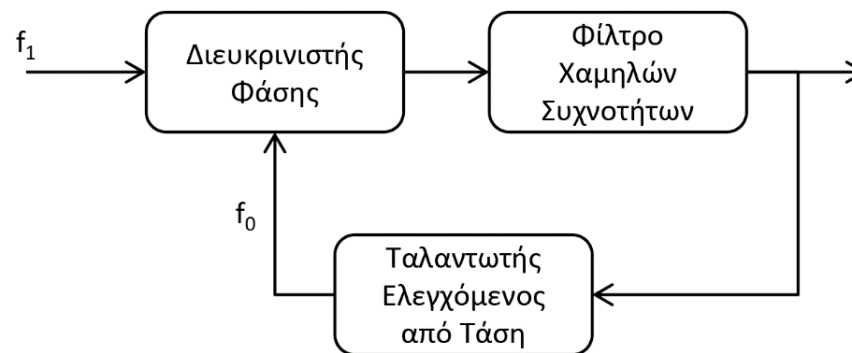 f₁
Διευκρινιστής
Φάσης
Φίλτρο
Χαμηλών
Συχνοτήτων
f₀
Ταλαντωτής
Ελεγχόμενος
από Τάση